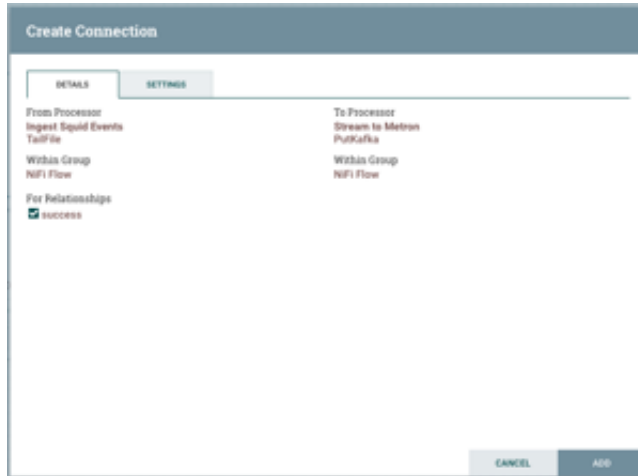 Create Connection
DETAILS SETTINGS
From Processor
Ingest Squid Events
TailFile
Within Group
NiFi Flow
For Relationships
success
To Processor
Stream to Metron
PutKafka
Within Group
NiFi Flow
CANCEL ADD